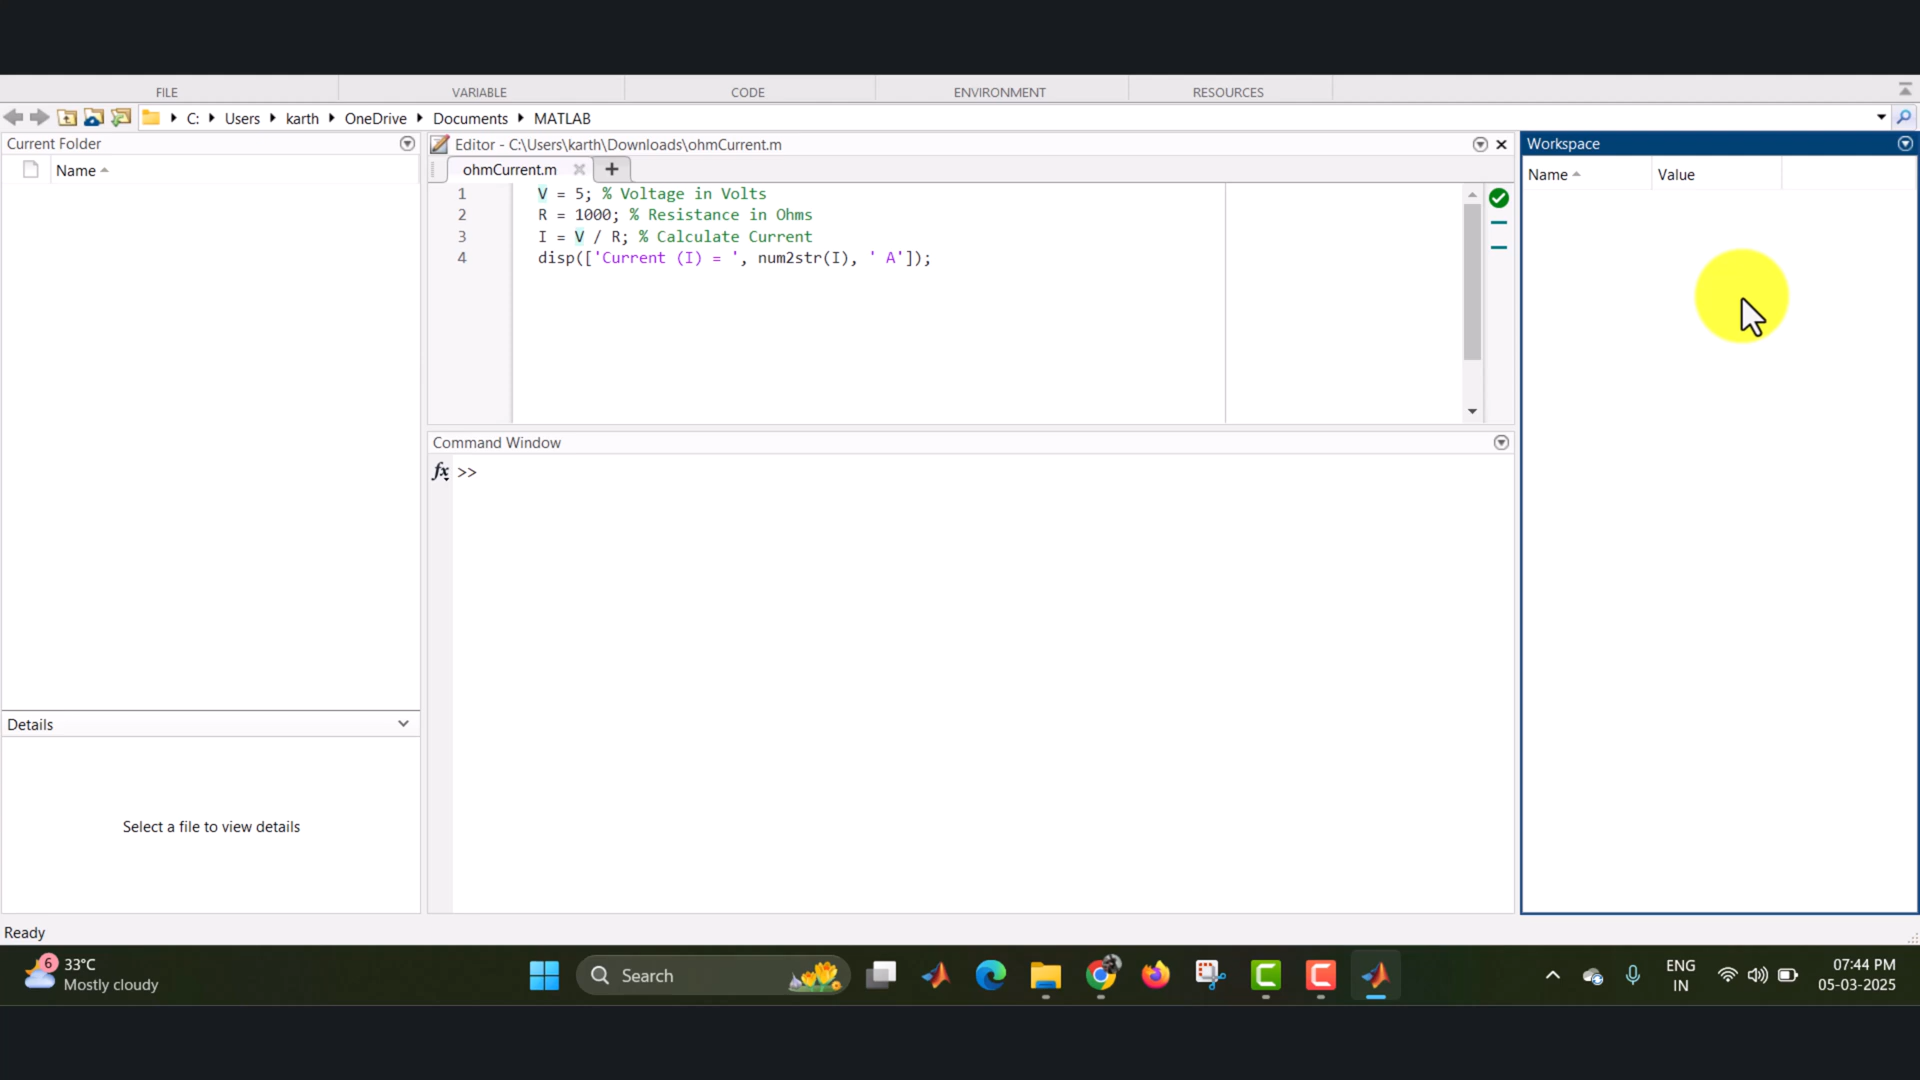 FILE VARIABLE CODE ENVIRONMENT RESOURCES
C: Users karth OneDrive Documents MATLAB
Current Folder
Name
Editor - C:\Users\karth\Downloads\ohmCurrent.m
ohmCurrent.m
1 V = 5; % Voltage in Volts
2 R = 1000; % Resistance in Ohms
3 I = V / R; % Calculate Current
4 disp(['Current (I) = ', num2str(I), ' A']);
Command Window
fx >>
Workspace
Name Value
Details
Select a file to view details
Ready
6
33°C
Mostly cloudy
Search
ENG
IN
07:44 PM
05-03-2025